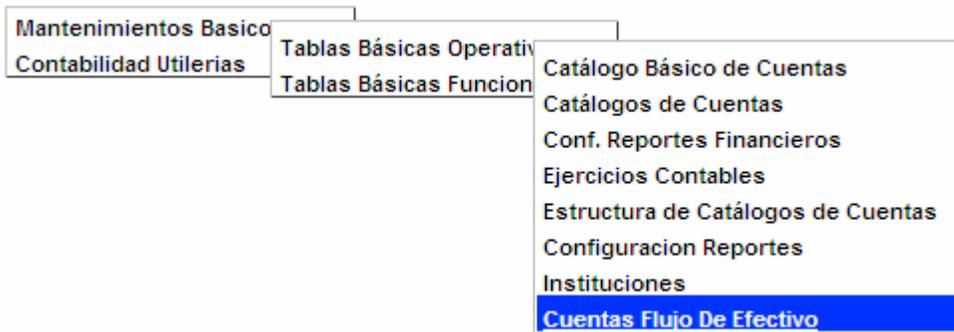 Mantenimientos Basico
Contabilidad Utilerias
Tablas Básicas Operativ
Tablas Básicas Funcion
Catálogo Básico de Cuentas
Catálogos de Cuentas
Conf. Reportes Financieros
Ejercicios Contables
Estructura de Catálogos de Cuentas
Configuracion Reportes
Instituciones
Cuentas Flujo De Efectivo